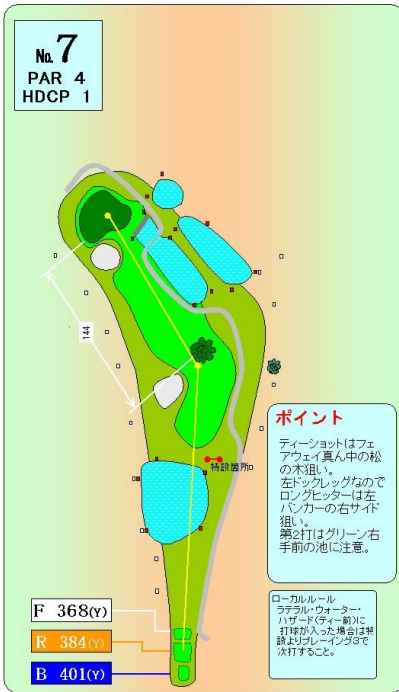 No. 7
PAR 4
HDCP 1
144
特設箇所
ポイント
ティーショットはフェ
アウェイ真ん中の松
の木狙い。
左ドックレッグなので
ロングヒッターは左
バンカーの右サイド
狙い。
第2打はグリーン右
手前の池に注意。
F 368(Y)
R 384(Y)
B 401(Y)
ローカルルール
ラテラル・ウォーター・
ハザード(ティー前)に
打球が入った場合は特
設よりプレーイング3で
次打すること。